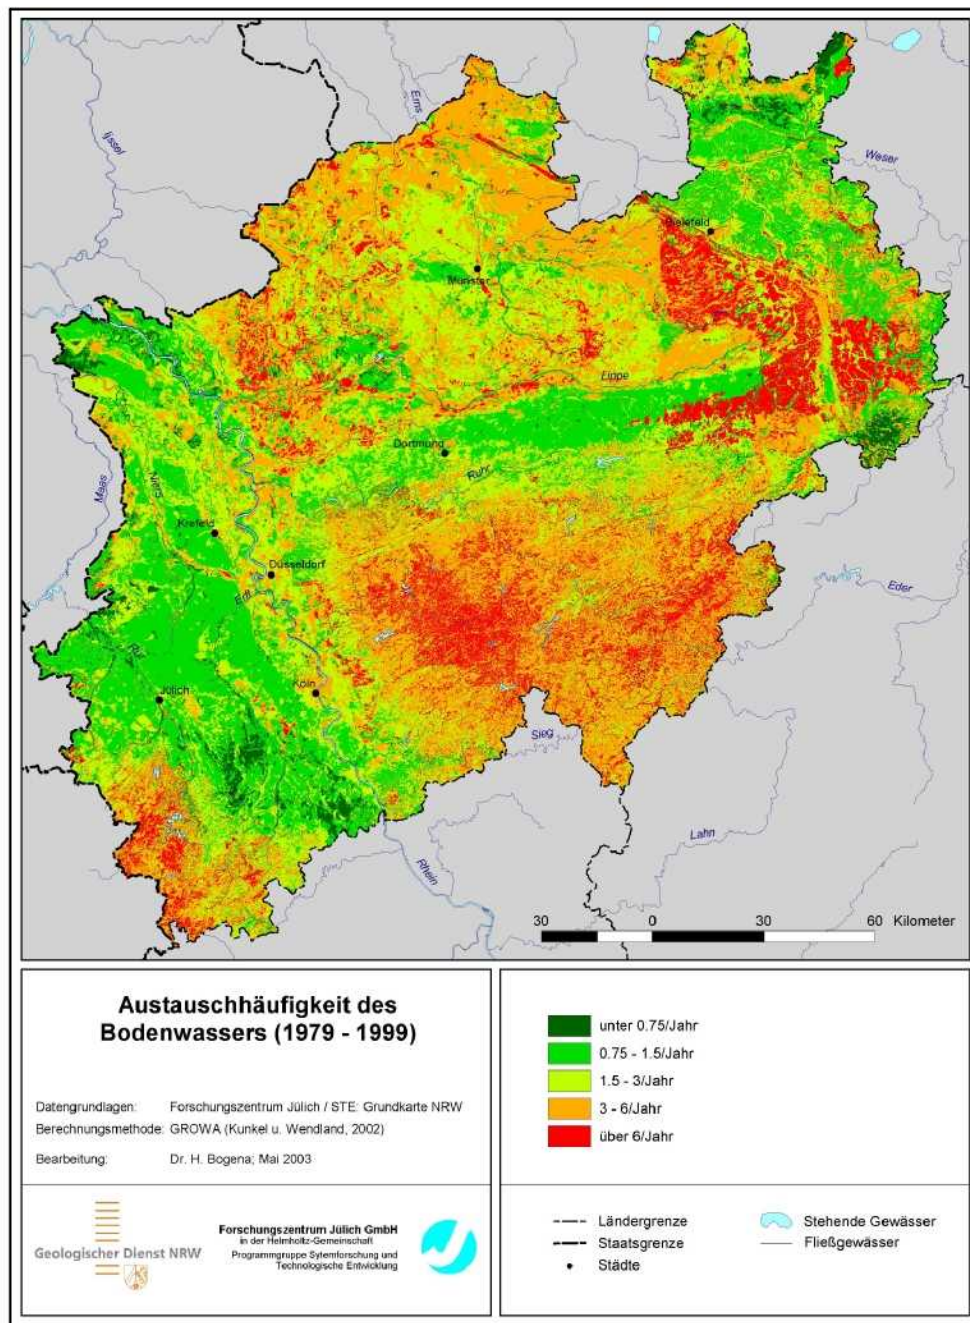 Ijssel
Ems
Weser
Bielefeld
Münster
Lippe
Dortmund
Ruhr
Maas
Niers
Krefeld
Düsseldorf
Erft
Eder
Rur
Jülich
Köln
Sieg
Lahn
Rhein
30 0 30 60 Kilometer
Austauschhäufigkeit des
Bodenwassers (1979 - 1999)
Datengrundlagen: Forschungszentrum Jülich / STE: Grundkarte NRW
Berechnungsmethode: GROWA (Kunkel u. Wendland, 2002)
Bearbeitung: Dr. H. Bogena; Mai 2003
Geologischer Dienst NRW
Forschungszentrum Jülich GmbH
in der Helmholtz-Gemeinschaft
Programmgruppe Sytemforschung und
Technologische Entwicklung
unter 0.75/Jahr
0.75 - 1.5/Jahr
1.5 - 3/Jahr
3 - 6/Jahr
über 6/Jahr
Ländergrenze
Staatsgrenze
Städte
Stehende Gewässer
Fließgewässer